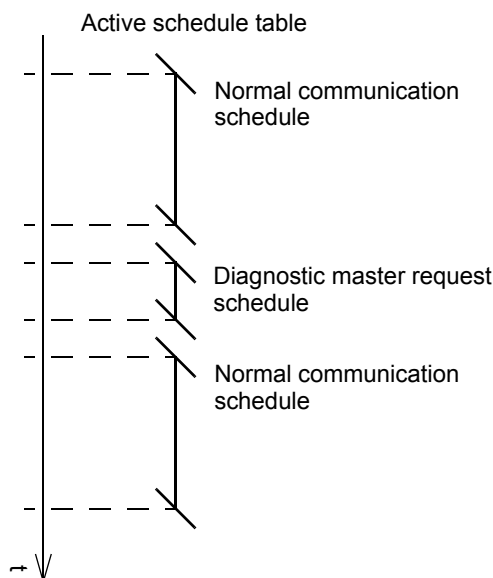 Active schedule table
Normal communication
schedule
Diagnostic master request
schedule
Normal communication
schedule
t